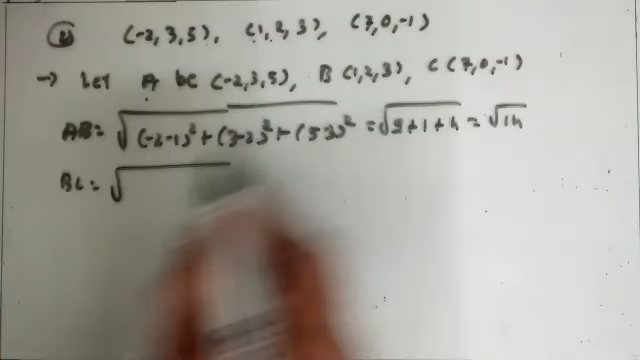 ② (-2,3,5), (1,2,3), (7,0,-1)
→ Let A be (-2,3,5), B (1,2,3), C (7,0,-1)
AB = √(-2-1)² + (3-2)² + (5-3)² = √9+1+4 = √14
BC = √